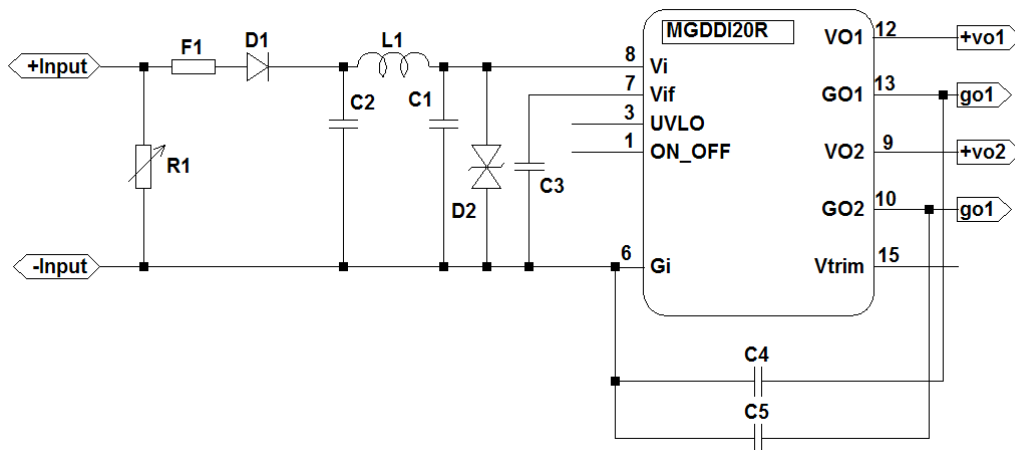 MGDDI20R
F1
D1
L1
+Input
C2
C1
R1
D2
C3
8
Vi
7
Vif
3
UVLO
1
ON_OFF
6
Gi
VO1
12
+vo1
GO1
13
go1
VO2
9
+vo2
GO2
10
go1
Vtrim
15
-Input
C4
C5